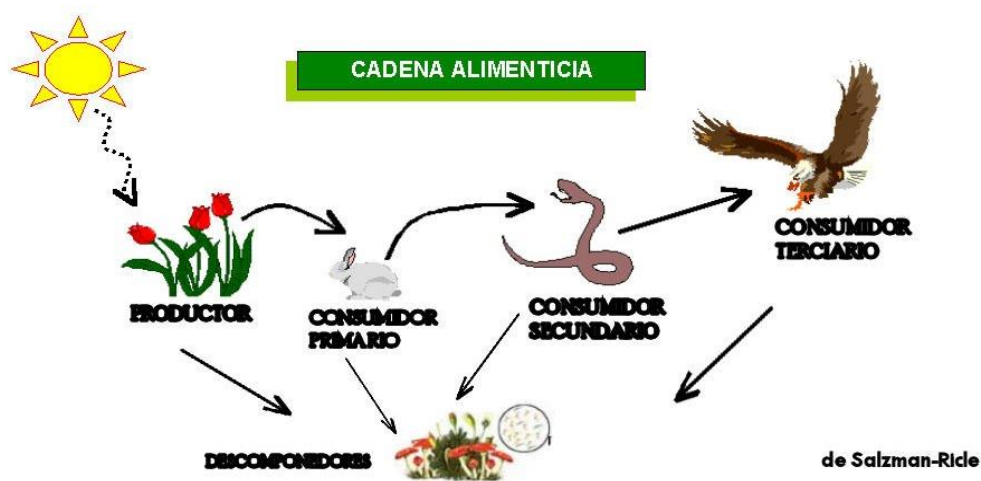 CADENA ALIMENTICIA
CONSUMIDOR
TERCIARIO
PRODUCTOR
CONSUMIDOR
PRIMARIO
CONSUMIDOR
SECUNDARIO
DESCOMPONEDORES
de Salzman-Ricle